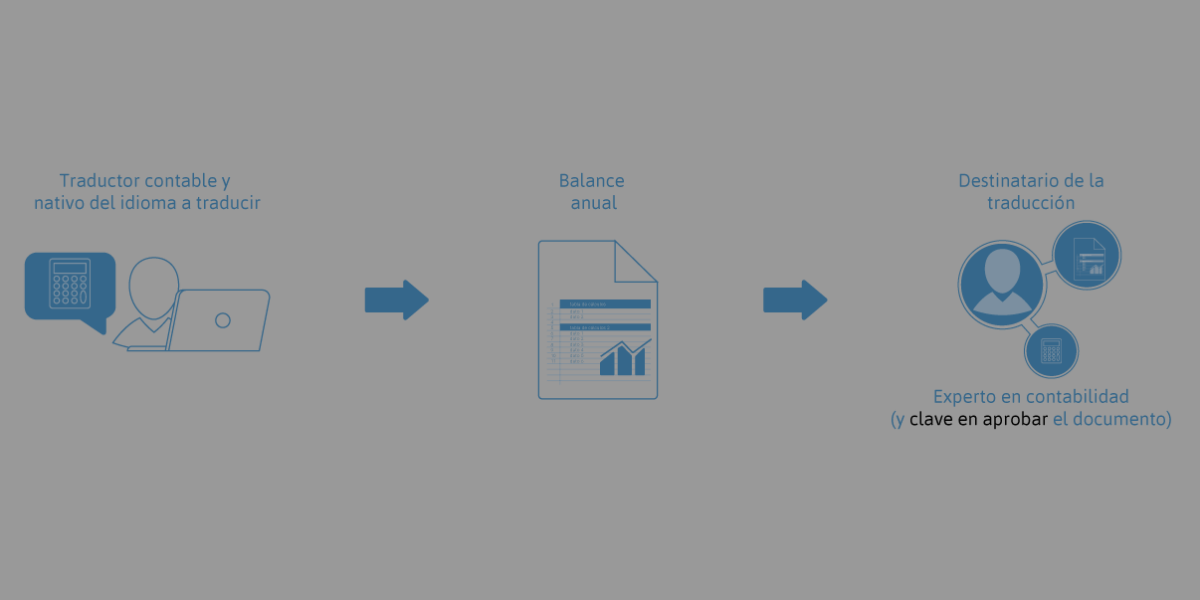 Traductor contable y
nativo del idioma a traducir
Balance
anual
Destinatario de la
traducción
Experto en contabilidad
(y clave en aprobar el documento)